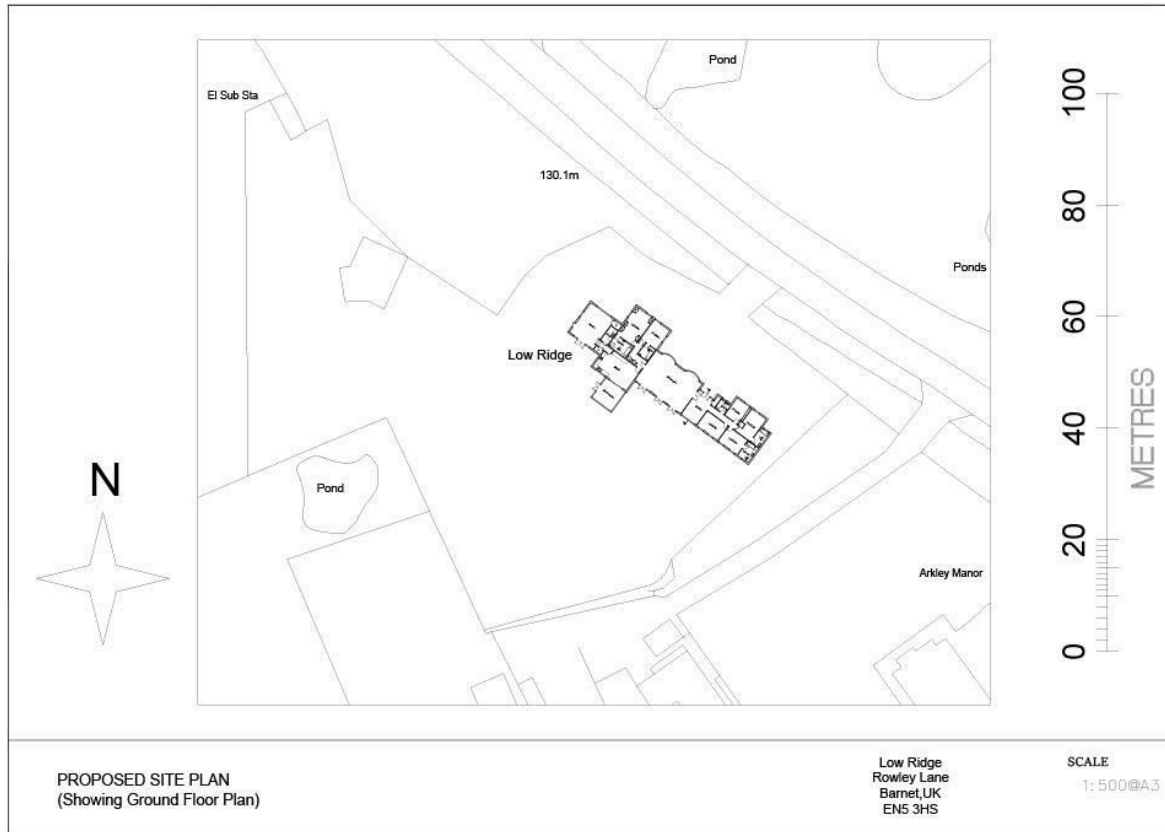 Pond
El Sub Sta
130.1m
Ponds
Low Ridge
Pond
Arkley Manor
N
100
80
60
40
20
0
METRES
PROPOSED SITE PLAN
(Showing Ground Floor Plan)
Low Ridge
Rowley Lane
Barnet,UK
EN5 3HS
SCALE
1:500@A3